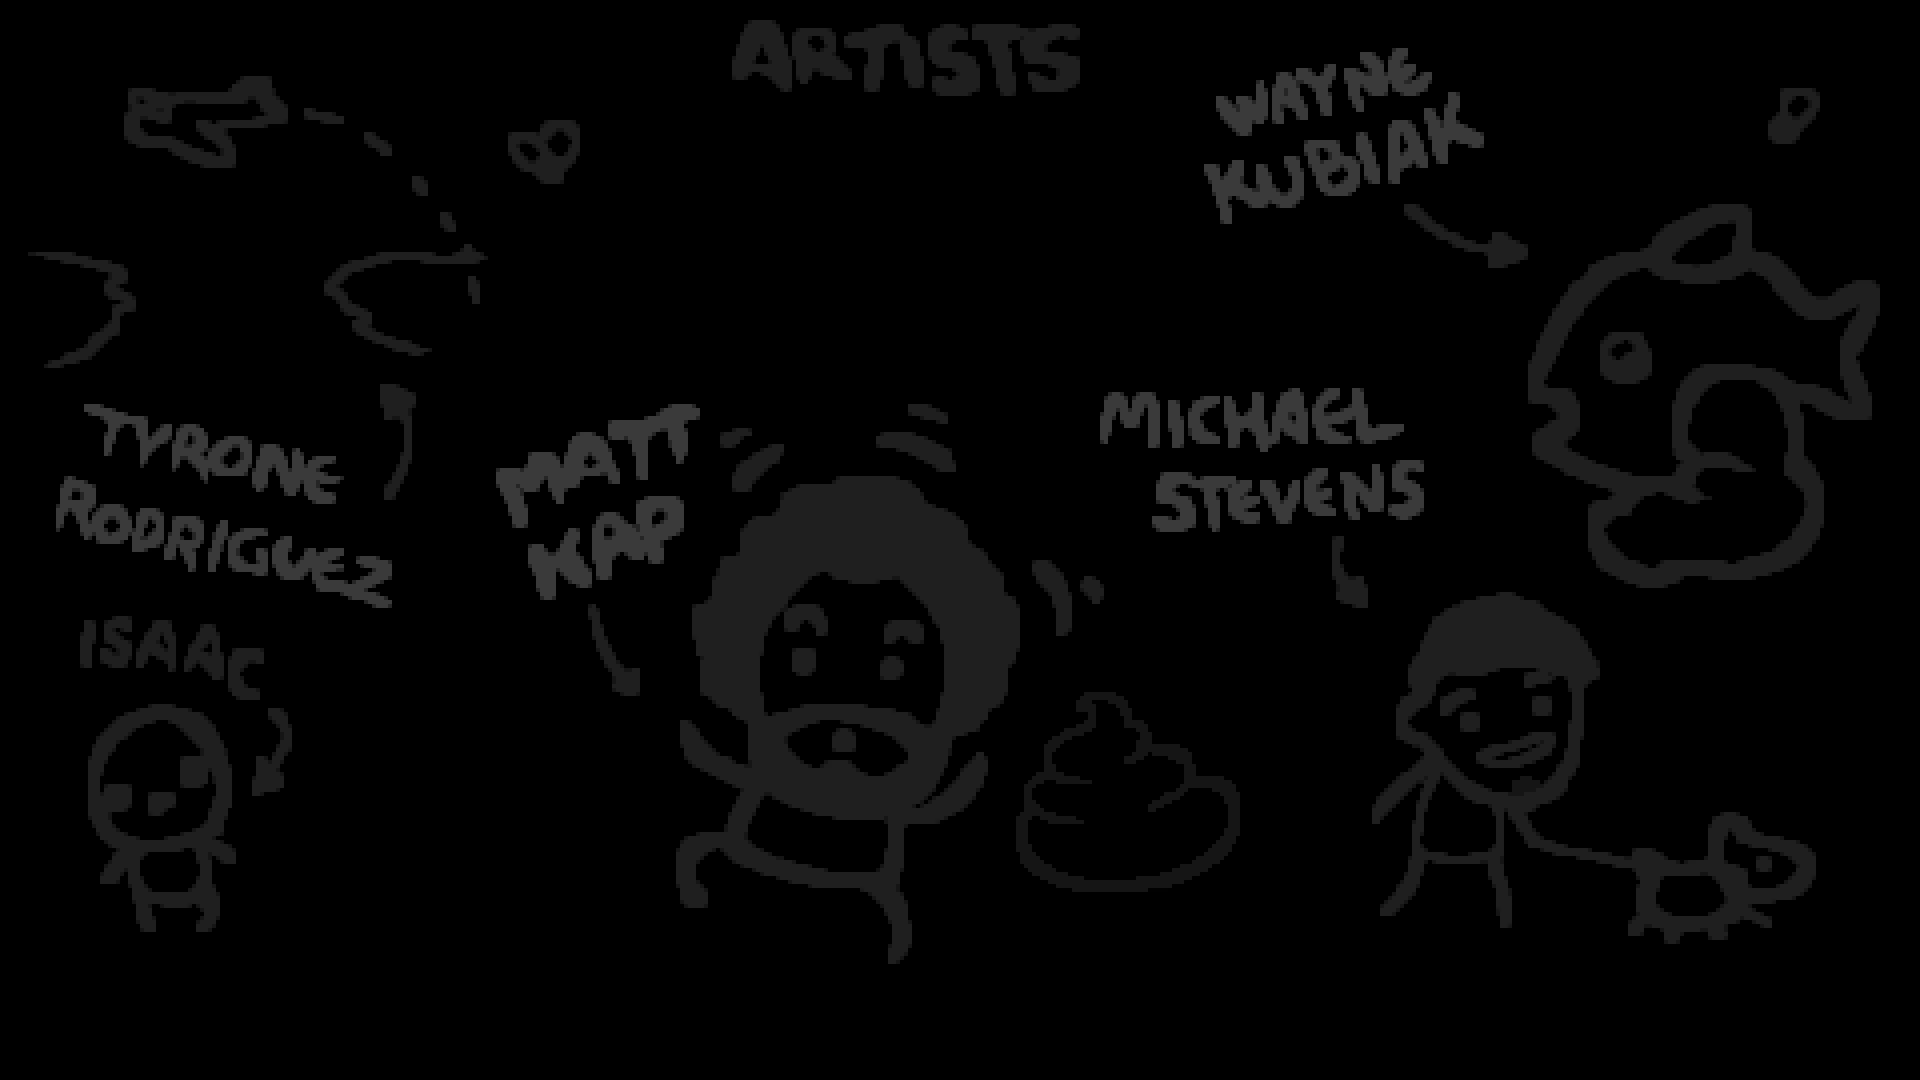 ARTISTS
WAYNE
KUBIAK
TYRONE
RODRIGUEZ
MATT
KAP
MICHAEL
STEVENS
ISAAC